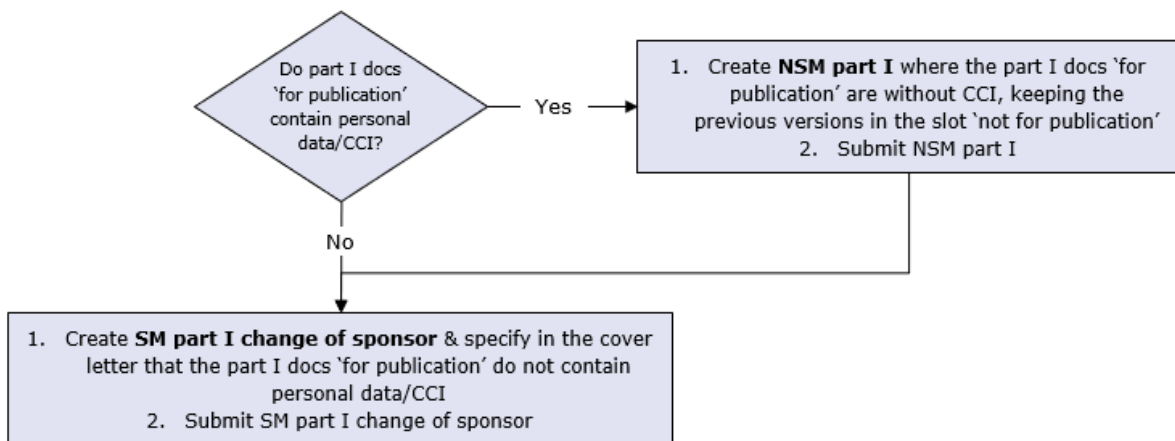 Do part I docs
‘for publication’
contain personal
data/CCI?
Yes
1. Create NSM part I where the part I docs ‘for
publication’ are without CCI, keeping the
previous versions in the slot ‘not for publication’
2. Submit NSM part I
No
1. Create SM part I change of sponsor & specify in the cover
letter that the part I docs ‘for publication’ do not contain
personal data/CCI
2. Submit SM part I change of sponsor